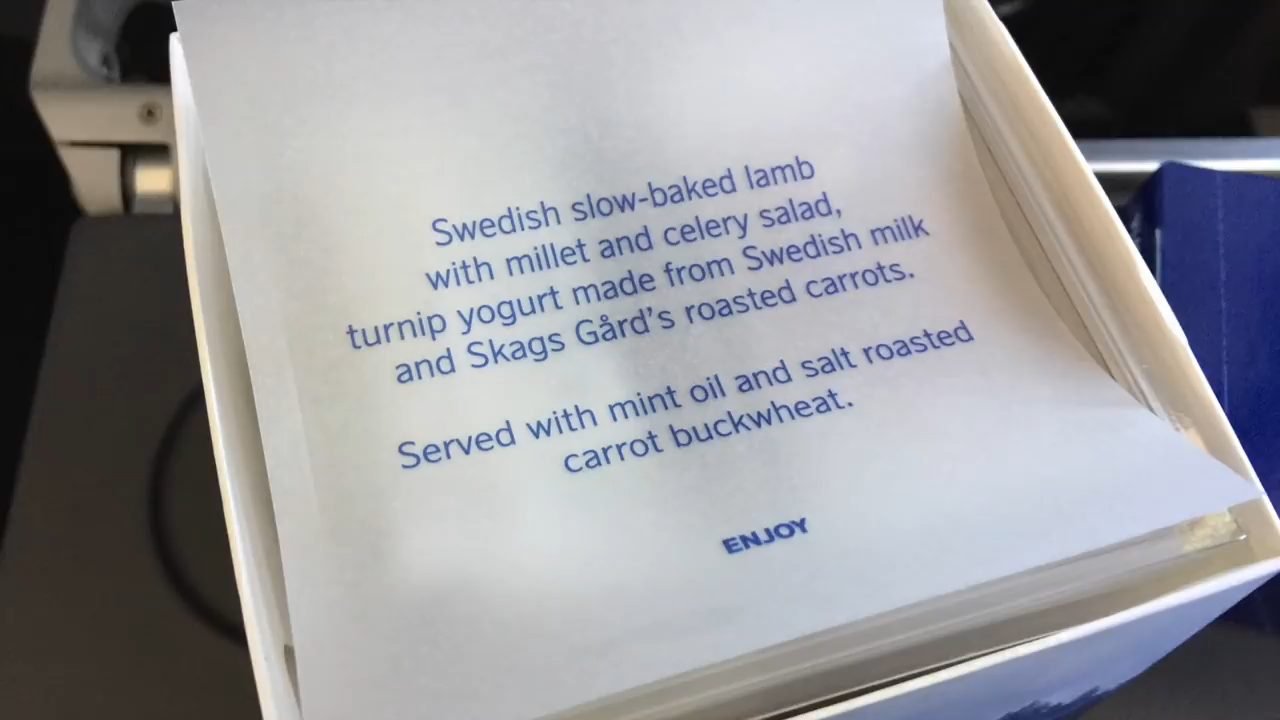 Swedish slow-baked lamb
with millet and celery salad,
turnip yogurt made from Swedish milk
and Skags Gård's roasted carrots.
Served with mint oil and salt roasted
carrot buckwheat.
ENJOY